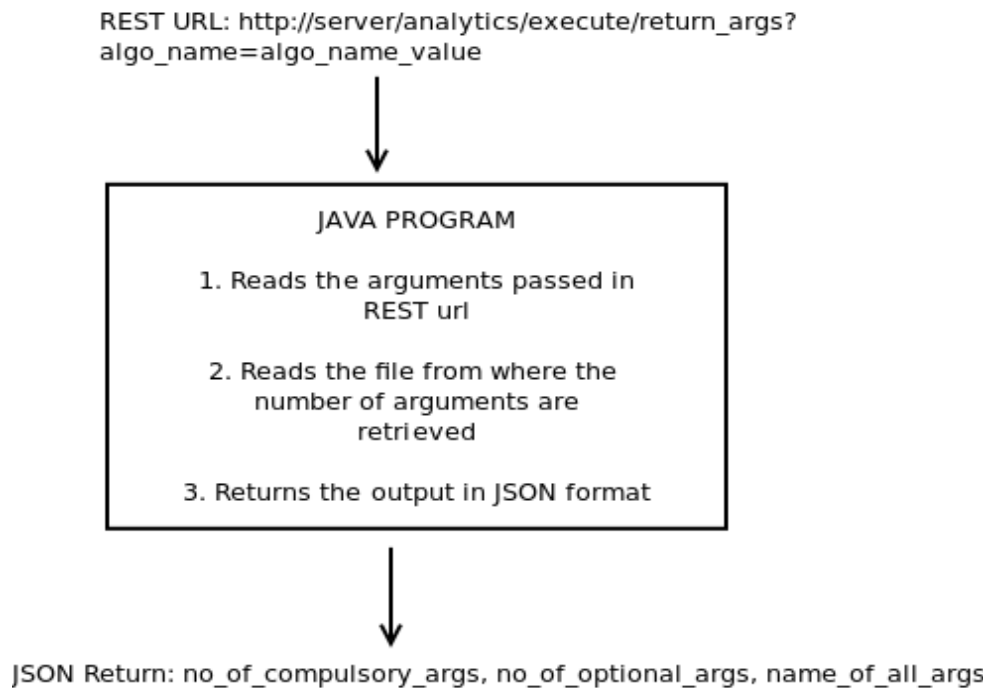 REST URL: http://server/analytics/execute/return_args?
algo_name=algo_name_value
JAVA PROGRAM
1. Reads the arguments passed in
REST url
2. Reads the file from where the
number of arguments are
retrieved
3. Returns the output in JSON format
JSON Return: no_of_compulsory_args, no_of_optional_args, name_of_all_args